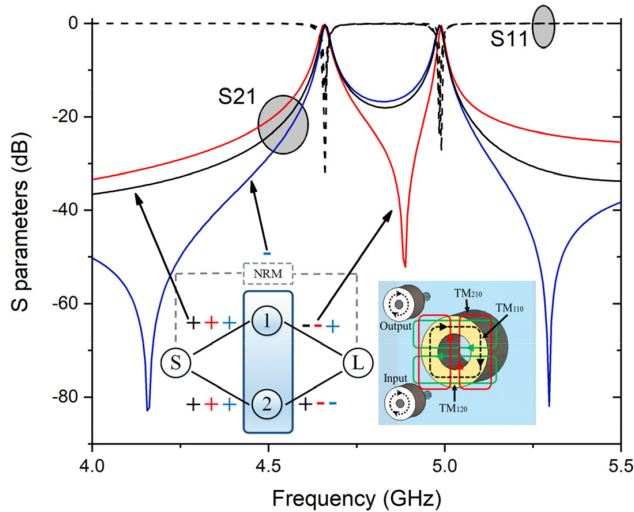 0
-20
-40
-60
-80
S parameters (dB)
4.0
4.5
5.0
5.5
Frequency (GHz)
S21
S11
-
NRM
+ + +
- - +
S
1
L
2
+ + +
+ - -
TM210
TM110
Output
Input
TM120